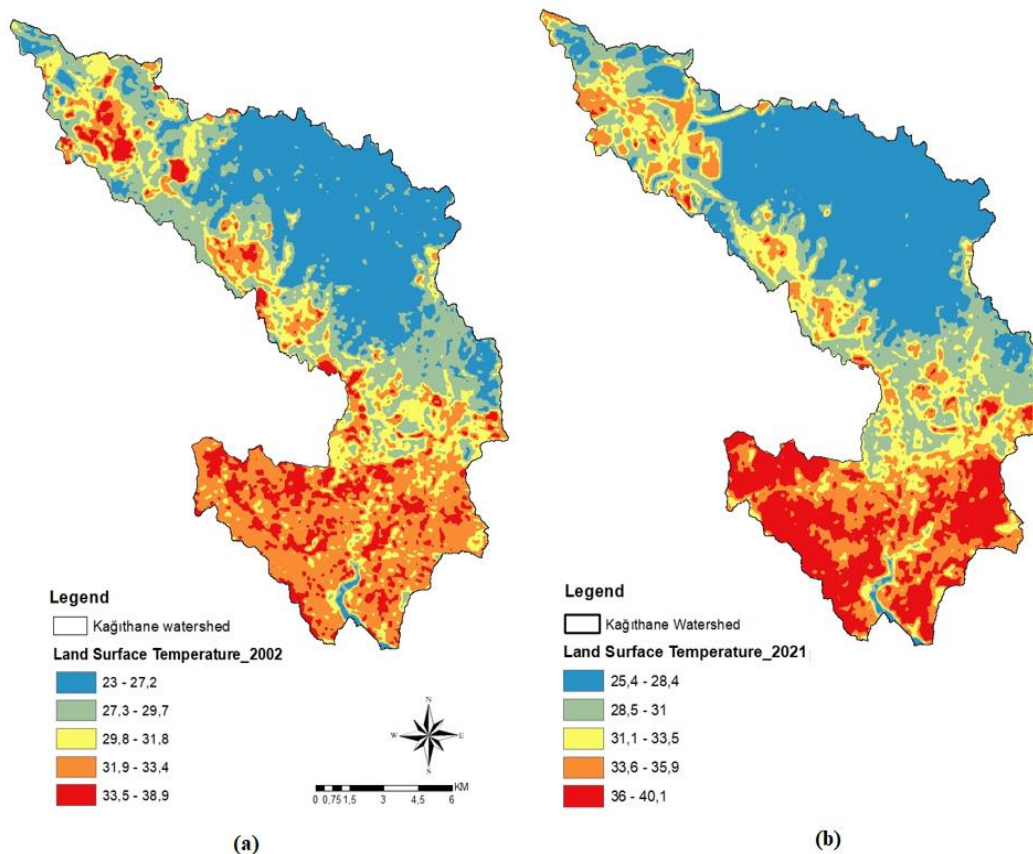 Legend
Kağıthane watershed
Land Surface Temperature_2002
23 - 27,2
27,3 - 29,7
29,8 - 31,8
31,9 - 33,4
33,5 - 38,9
N
W E
S
KM
0 0,75 1,5 3 4,5 6
(a)
Legend
Kağıthane Watershed
Land Surface Temperature_2021
25,4 - 28,4
28,5 - 31
31,1 - 33,5
33,6 - 35,9
36 - 40,1
(b)